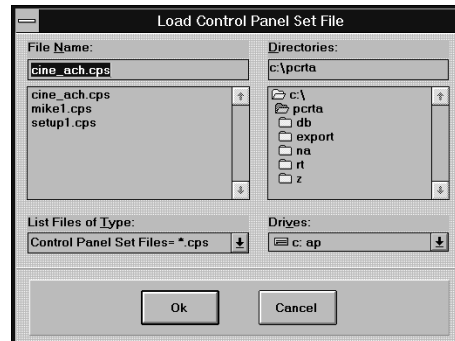 Load Control Panel Set File
File Name:
cine_ach.cps
cine_ach.cps
mike1.cps
setup1.cps
List Files of Type:
Control Panel Set Files= *.cps
Directories:
c:\pcrta
c:\
pcrta
db
export
na
rt
z
Drives:
c: ap
Ok
Cancel